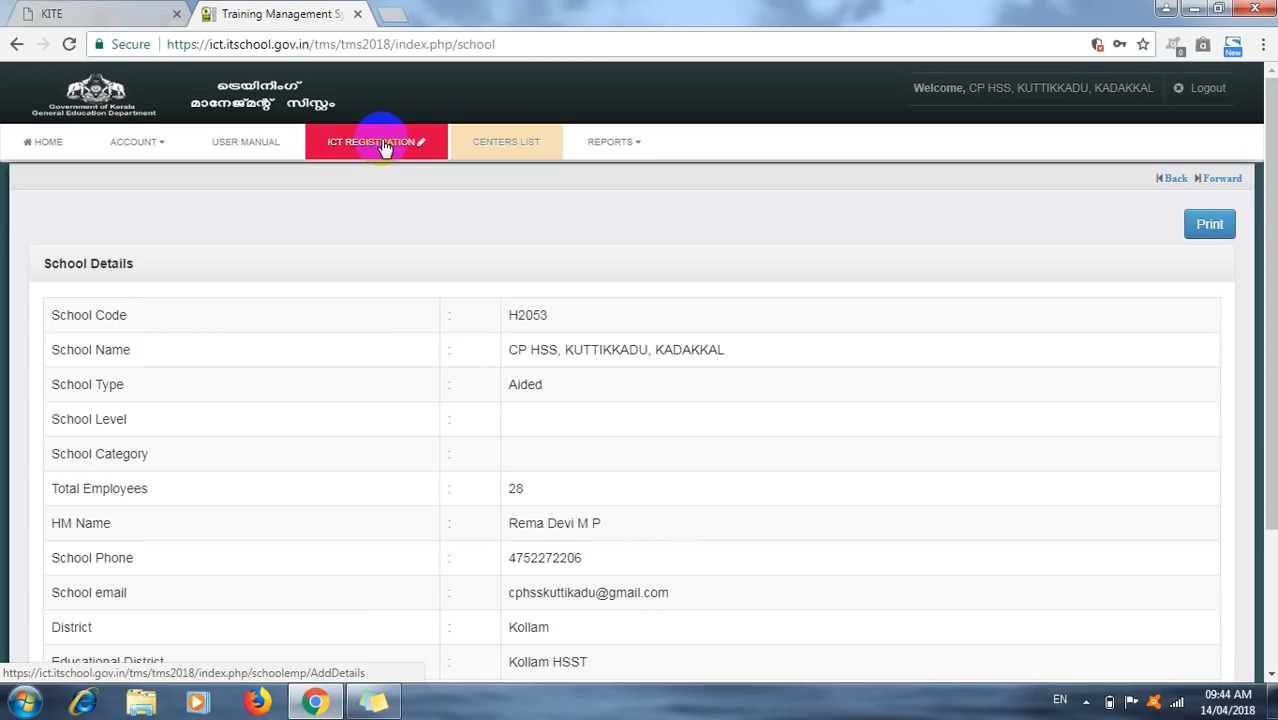 KITE
Training Management Sy
Secure
https://ict.itschool.gov.in/tms/tms2018/index.php/school
0
New
Government of Kerala
General Education Department
ട്രെയിനിംഗ്
മാനേജ്മന്റ് സിസ്റ്റം
Welcome, CP HSS, KUTTIKKADU, KADAKKAL
Logout
HOME
ACCOUNT
USER MANUAL
ICT REGISTRATION
CENTERS LIST
REPORTS
Back
Forward
Print
School Details
School Code : H2053
School Name : CP HSS, KUTTIKKADU, KADAKKAL
School Type : Aided
School Level :
School Category :
Total Employees : 28
HM Name : Rema Devi M P
School Phone : 4752272206
School email : cphsskuttikadu@gmail.com
District : Kollam
Educational District : Kollam HSST
https://ict.itschool.gov.in/tms/tms2018/index.php/schoolemp/AddDetails
EN
09:44 AM
14/04/2018